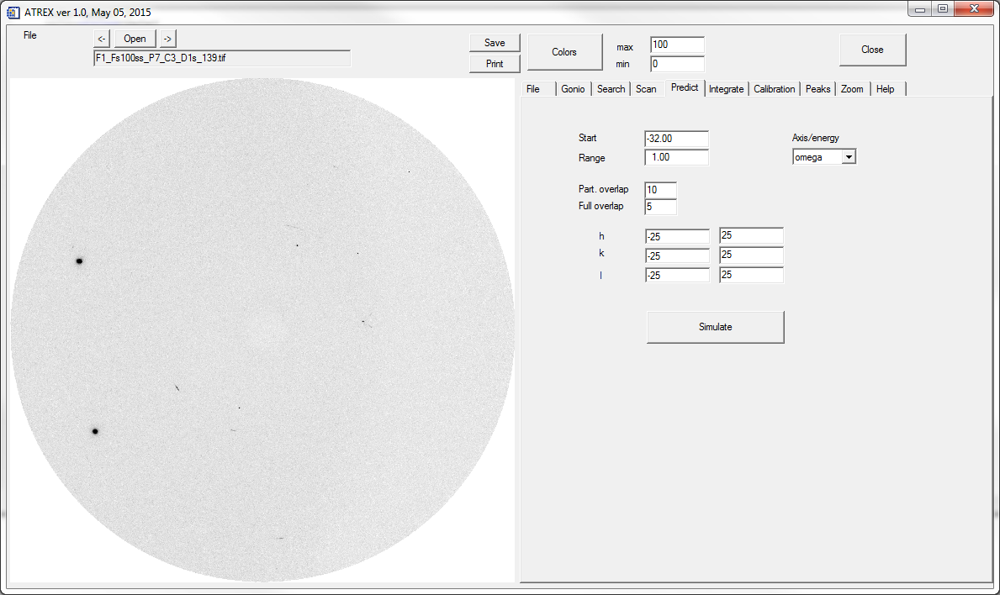 ATREX ver 1.0, May 05, 2015
File
<- Open ->
F1_Fs100ss_P7_C3_D1s_139.tif
Save
Print
Colors
max 100
min 0
Close
File Gonio Search Scan Predict Integrate Calibration Peaks Zoom Help
Start -32.00
Range 1.00
Axis/energy
omega
Part. overlap 10
Full overlap 5
h -25 25
k -25 25
l -25 25
Simulate